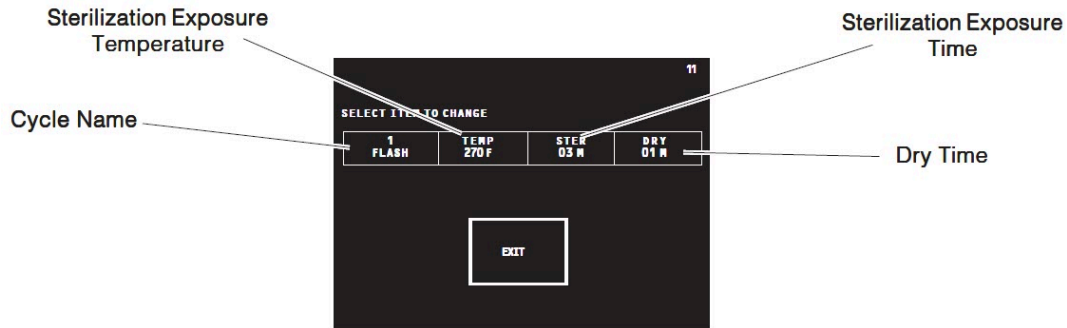 Sterilization Exposure
Temperature
Sterilization Exposure
Time
11
SELECT ITEM TO CHANGE
Cycle Name
1
FLASH
TEMP
270 F
STER
03 M
DRY
01 M
Dry Time
EXIT